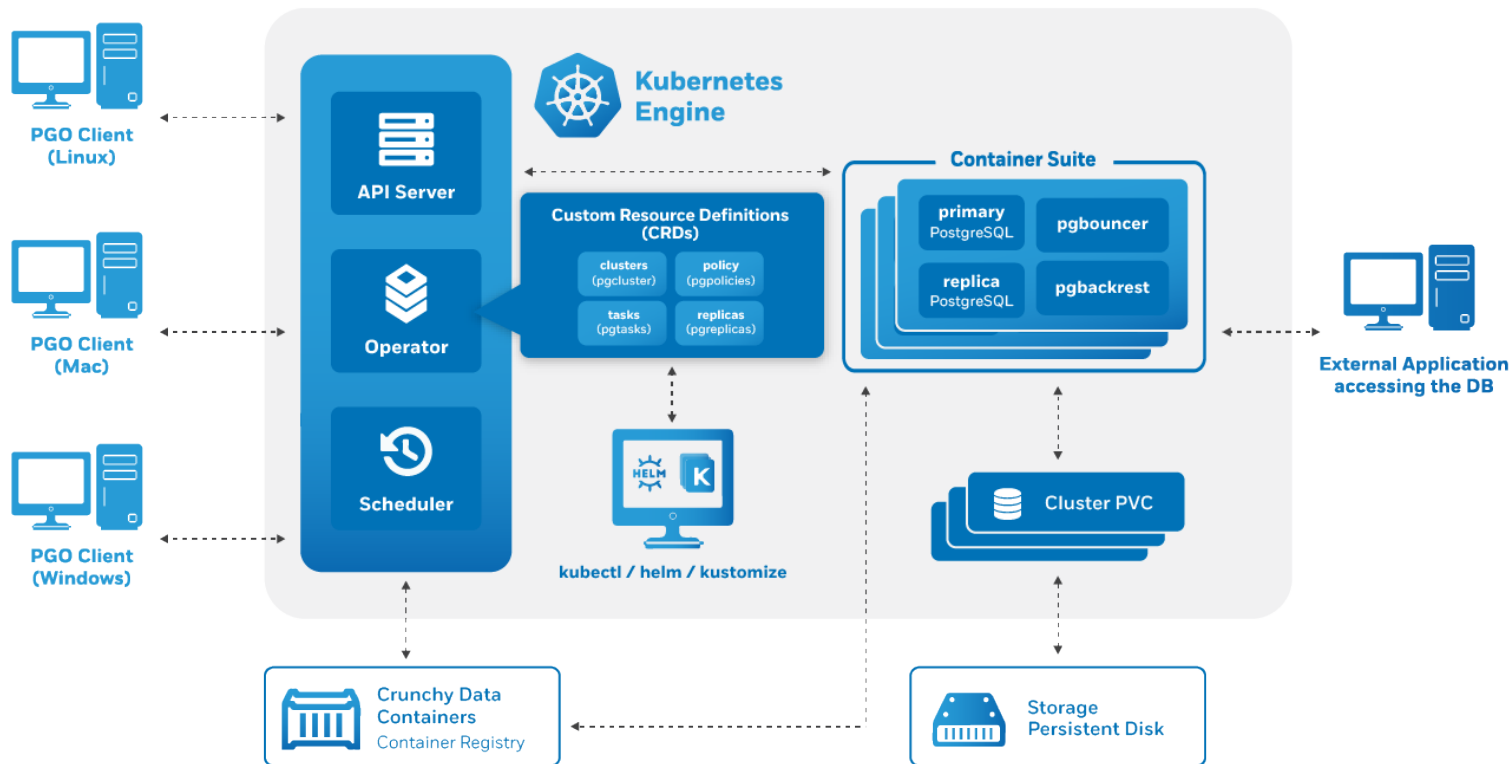 PGO Client
(Linux)
PGO Client
(Mac)
PGO Client
(Windows)
API Server
Operator
Scheduler
Kubernetes
Engine
Custom Resource Definitions
(CRDs)
clusters
(pgcluster)
policy
(pgpolicies)
tasks
(pgtasks)
replicas
(pgreplicas)
HELM
K
kubectl / helm / kustomize
Container Suite
primary
PostgreSQL
pgbouncer
replica
PostgreSQL
pgbackrest
Cluster PVC
External Application
accessing the DB
Crunchy Data
Containers
Container Registry
Storage
Persistent Disk